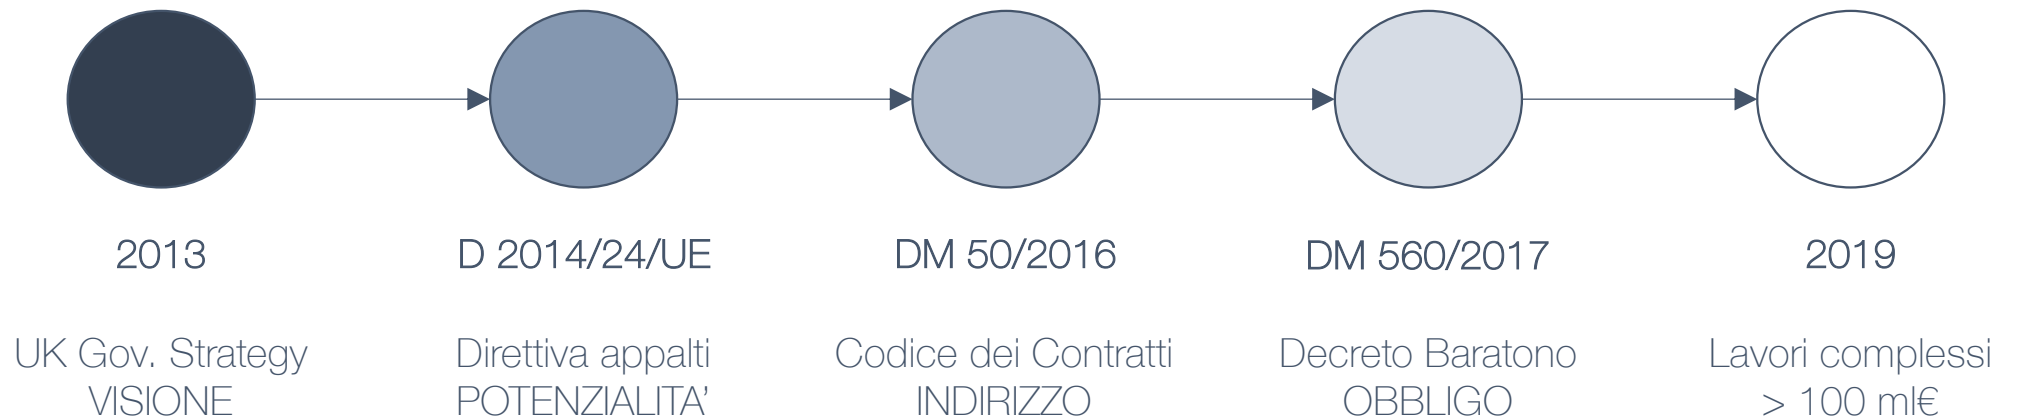 2013
UK Gov. Strategy
VISIONE
D 2014/24/UE
Direttiva appalti
POTENZIALITA’
DM 50/2016
Codice dei Contratti
INDIRIZZO
DM 560/2017
Decreto Baratono
OBBLIGO
2019
Lavori complessi
> 100 ml€